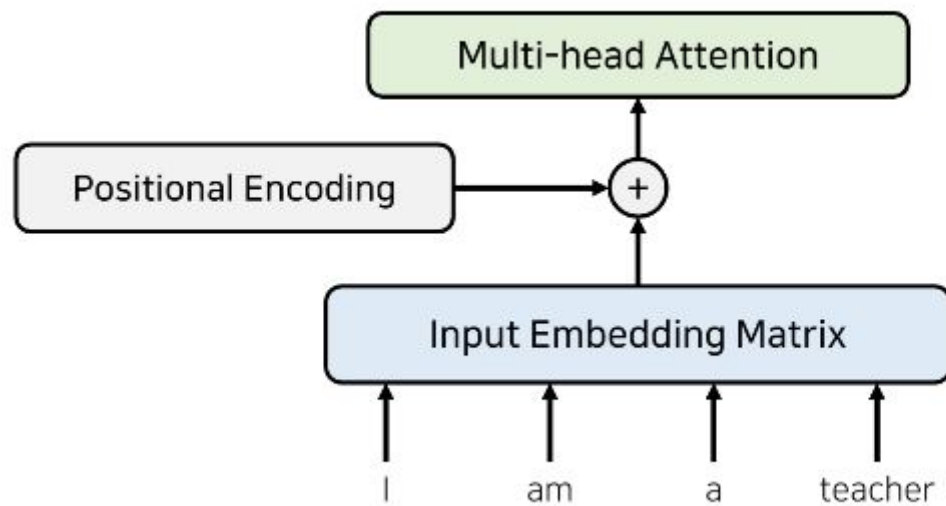 Multi-head Attention
Positional Encoding
+
Input Embedding Matrix
I am a teacher